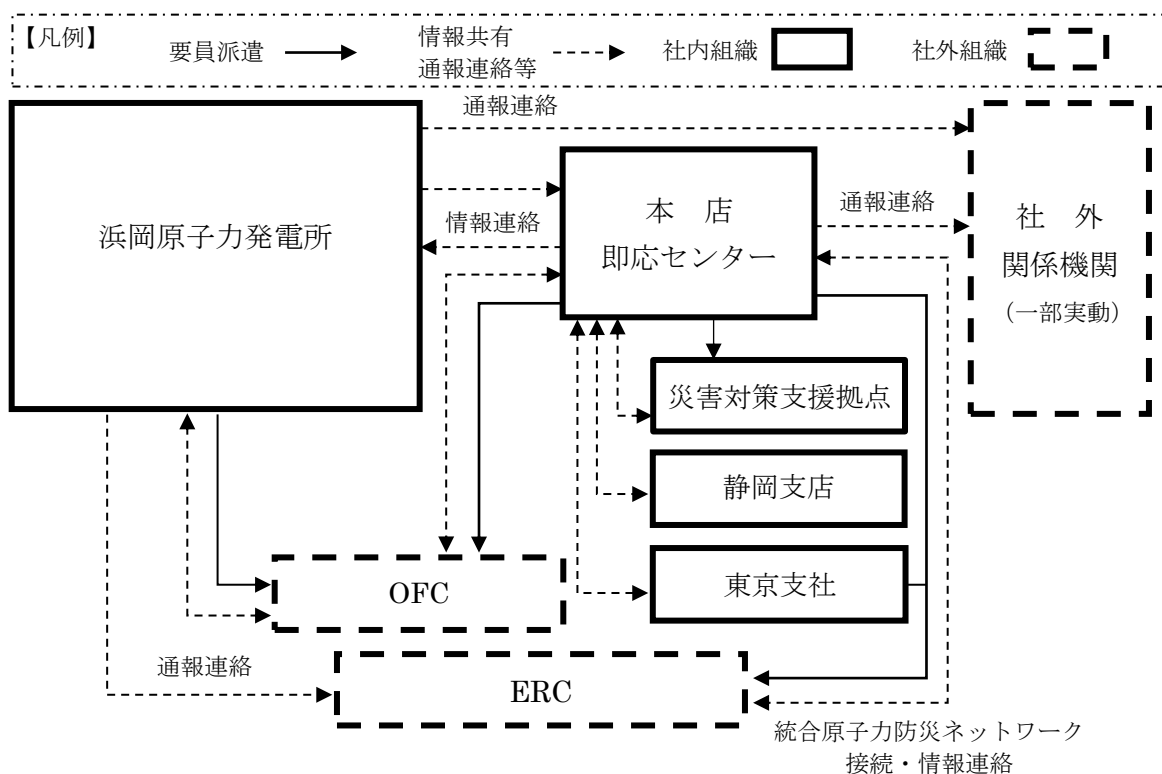 【凡例】
要員派遣
情報共有
通報連絡等
社内組織
社外組織
通報連絡
浜岡原子力発電所
情報連絡
本 店
即応センター
通報連絡
社 外
関係機関
(一部実動)
災害対策支援拠点
静岡支店
東京支社
OFC
通報連絡
ERC
統合原子力防災ネットワーク
接続・情報連絡